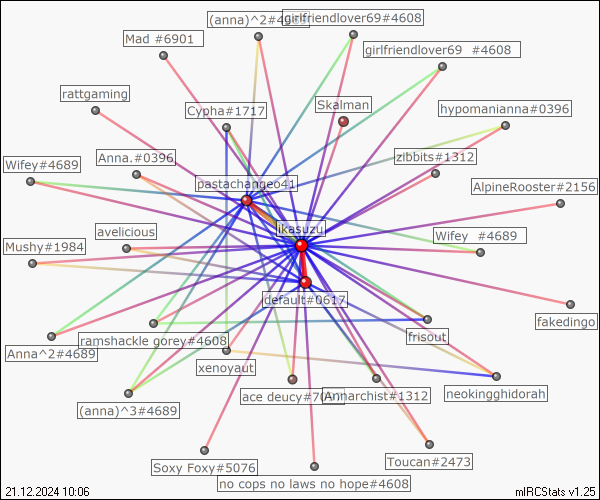 (anna)^2#4689
girlfriendlover69#4608
Mad #6901
girlfriendlover69 #4608
rattgaming
Cypha#1717
Skalman
hypomanianna#0396
Wifey#4689
Anna.#0396
zibbits#1312
pastachangeo41
AlpineRooster#2156
avelicious
ikasuzu
Wifey #4689
Mushy#1984
default#0617
fakedingo
Anna^2#4689
ramshackle gorey#4608
frisout
xenoyaut
(anna)^3#4689
ace deucy#
Annarchist#1312
neokingghidorah
Soxy Foxy#5076
Toucan#2473
no cops no laws no hope#4608
21.12.2024 10:06
mIRCStats v1.25